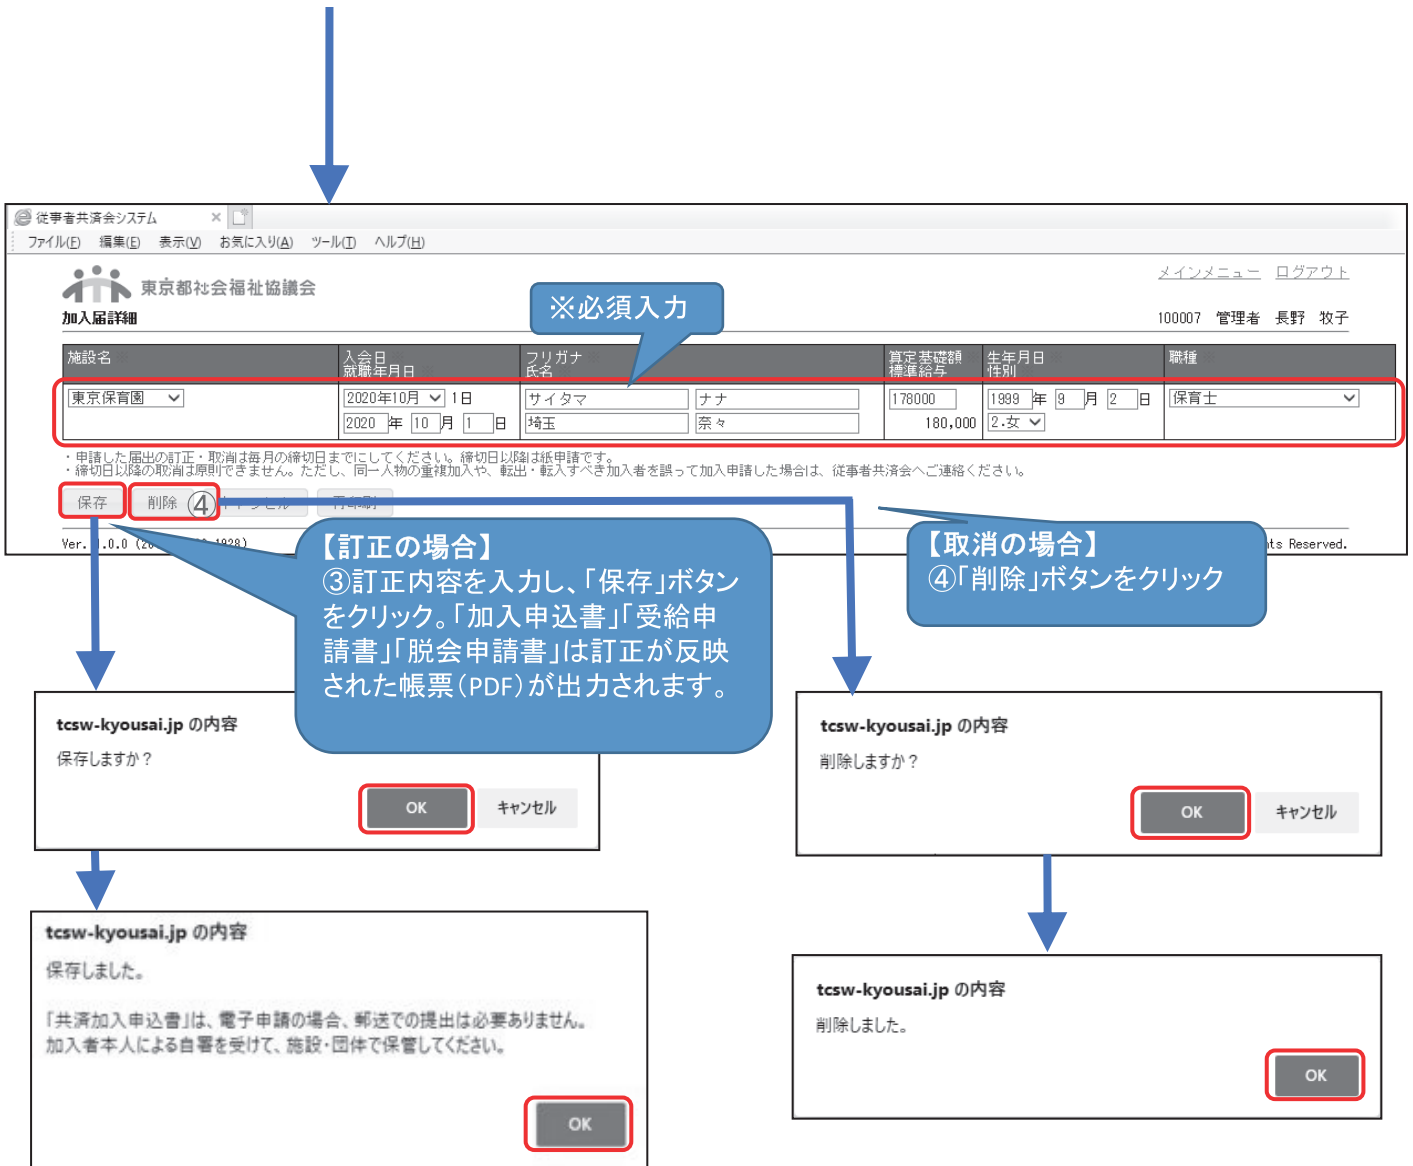 従事者共済会システム
ファイル(F) 編集(E) 表示(V) お気に入り(A) ツール(T) ヘルプ(H)
東京都社会福祉協議会
メインメニュー ログアウト
※必須入力
加入届詳細
100007 管理者 長野 牧子
施設名 入会日 フリガナ 算定基礎額 生年月日 職種
就職年月日 氏名 標準給与 性別
東京保育園 2020年10月 1日 サイタマ ナナ 178000 1999年 9月 2日 保育士
2020年 10月 1日 埼玉 奈々 180,000 2.女
・申請した届出の訂正・取消は毎月の締切日までにしてください。締切日以降は紙申請です。
・締切日以降の取消は原則できません。ただし、同一人物の重複加入や、転出・転入すべき加入者を誤って加入申請した場合は、従事者共済会へご連絡ください。
保存 削除 ④
【訂正の場合】
③訂正内容を入力し、「保存」ボタン
をクリック。「加入申込書」「受給申
請書」「脱会申請書」は訂正が反映
された帳票(PDF)が出力されます。
【取消の場合】
④「削除」ボタンをクリック
Reserved.
tcsw-kyousai.jp の内容
保存しますか?
OK キャンセル
tcsw-kyousai.jp の内容
削除しますか?
OK キャンセル
tcsw-kyousai.jp の内容
保存しました。
「共済加入申込書」は、電子申請の場合、郵送での提出は必要ありません。
加入者本人による自署を受けて、施設・団体で保管してください。
OK
tcsw-kyousai.jp の内容
削除しました。
OK